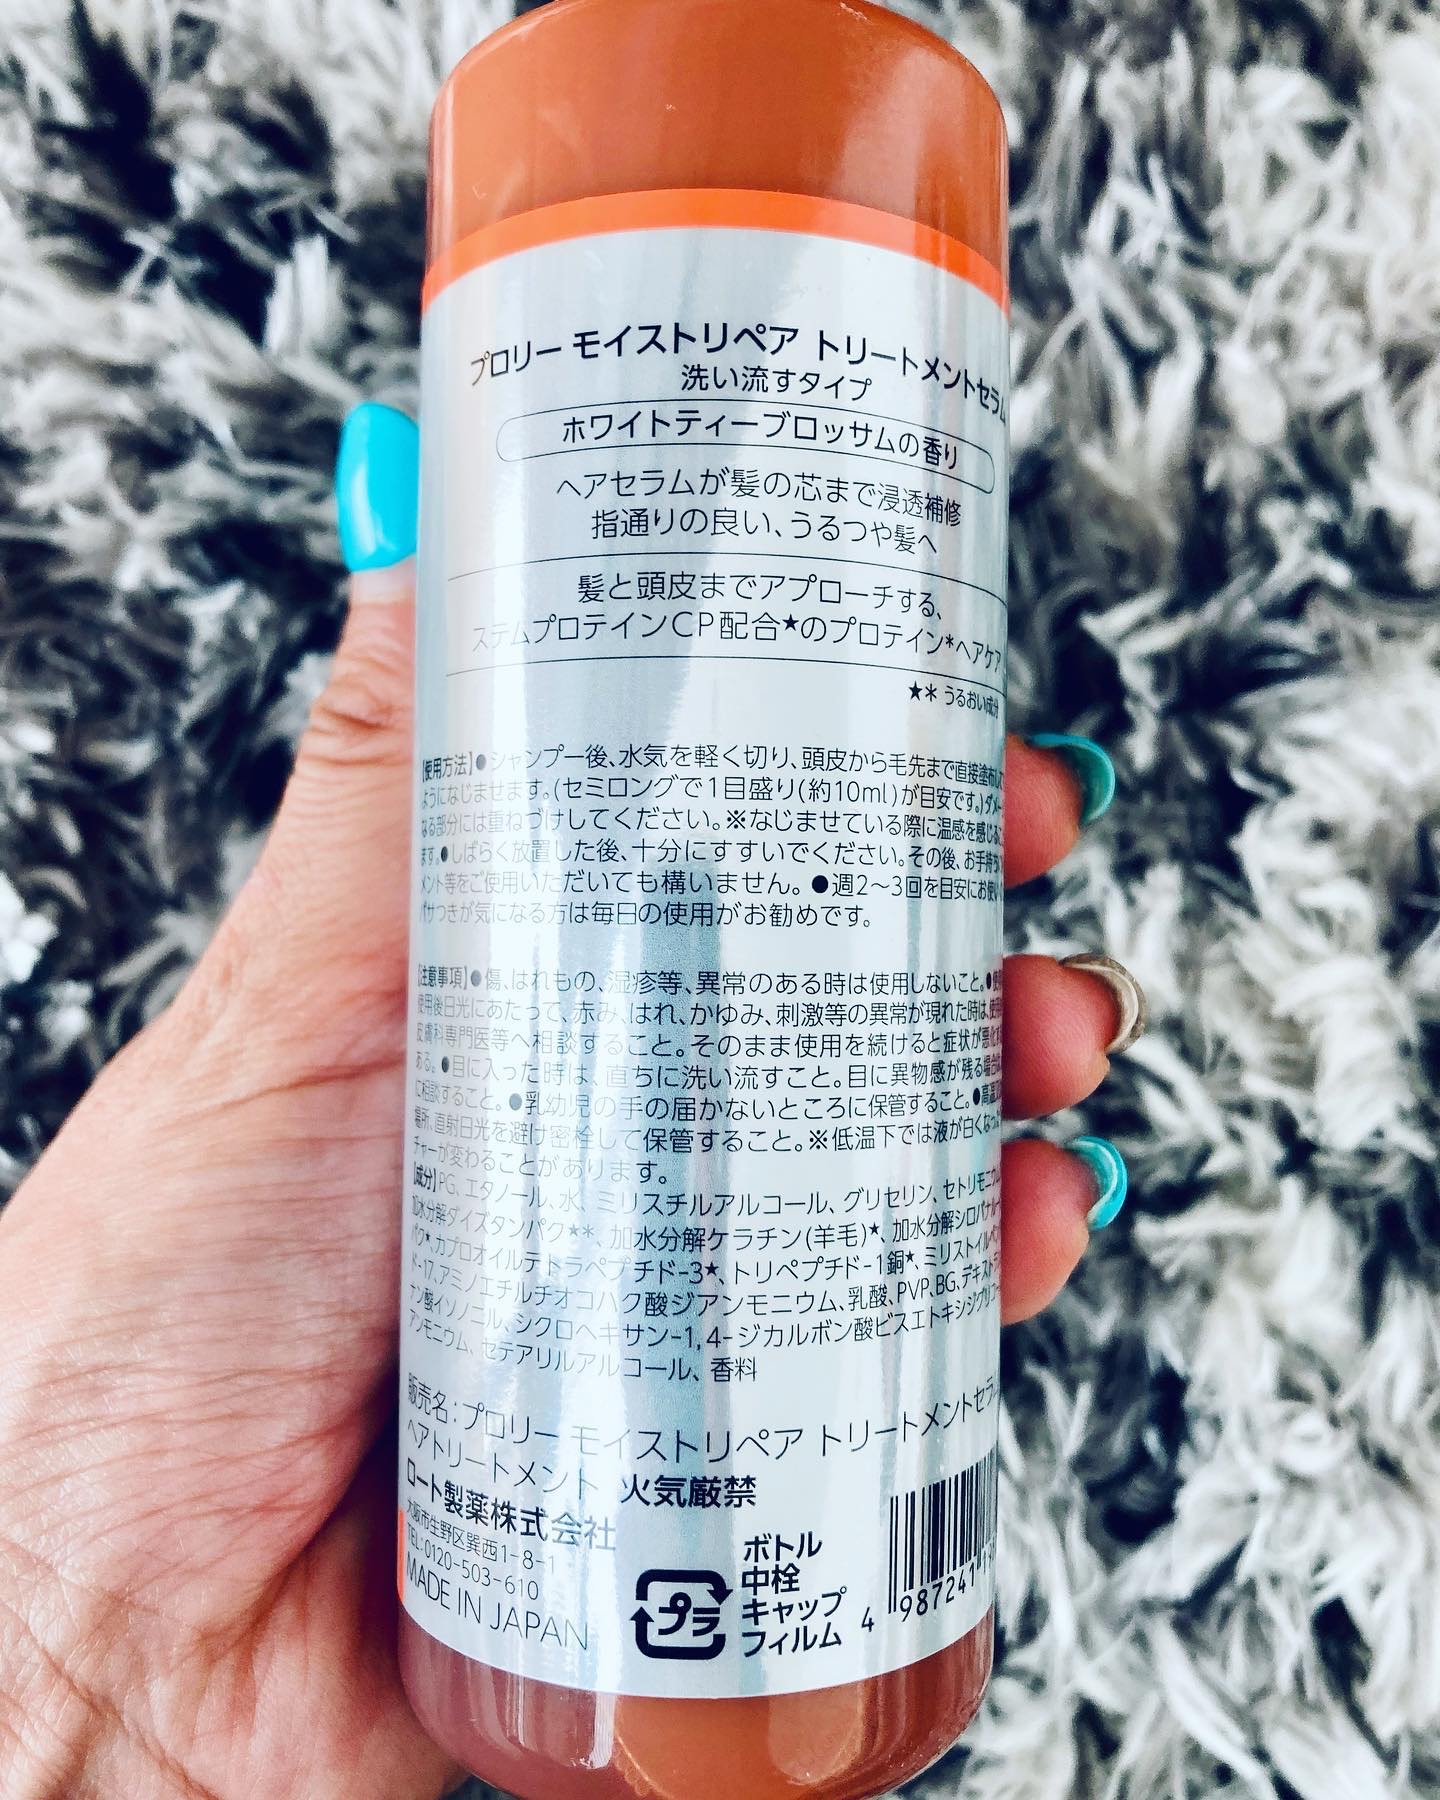 プロリー モイストリペア トリートメントセラム
洗い流すタイプ
ホワイトティーブロッサムの香り
ヘアセラムが髪の芯まで浸透補修
指通りの良い、うるつや髪へ
髪と頭皮までアプローチする、
ステムプロテインCP配合★のプロテイン*ヘアケア
★* うるおい成分
【使用方法】●シャンプー後、水気を軽く切り、頭皮から毛先まで直接塗布して
ようになじませます。(セミロングで1目盛り(約10ml)が目安です。)ダメー
なる部分には重ねづけしてください。※なじませている際に温感を感じるこ
ます。●しばらく放置した後、十分にすすいでください。その後、お手持ち
メント等をご使用いただいても構いません。●週2〜3回を目安にお使い
パサつきが気になる方は毎日の使用がお勧めです。
【注意事項】●傷、はれもの、湿疹等、異常のある時は使用しないこと。●使用
使用後日光にあたって、赤み、はれ、かゆみ、刺激等の異常が現れた時は、使用
皮膚科専門医等へ相談すること。そのまま使用を続けると症状が悪化
ある。●目に入った時は、直ちに洗い流すこと。目に異物感が残る場合
に相談すること。●乳幼児の手の届かないところに保管すること。●高温
場所、直射日光を避け密栓して保管すること。※低温下では液が白くなっ
チャーが変わることがあります。
【成分】PG、エタノール、水、ミリスチルアルコール、グリセリン、セトリモニウム
加水分解ダイズタンパク★*、加水分解ケラチン(羊毛)★、加水分解シロバナルー
パク★、カプロオイルテトラペプチド-3★、トリペプチド-1銅★、ミリストイルペン
ド-17、アミノエチルチオコハク酸ジアンモニウム、乳酸、PVP、BG、デキストラン
ナン酸イソノニル、シクロヘキサン-1,4-ジカルボン酸ビスエトキシジグリコー
アンモニウム、セテアリルアルコール、香料
販売名:プロリー モイストリペア トリートメントセラ
ヘアトリートメント 火気厳禁
ロート製薬株式会社
大阪市生野区巽西1-8-1
TEL:0120-503-610
MADE IN JAPAN
プラ
ボトル
中栓
キャップ
フィルム
4 987241